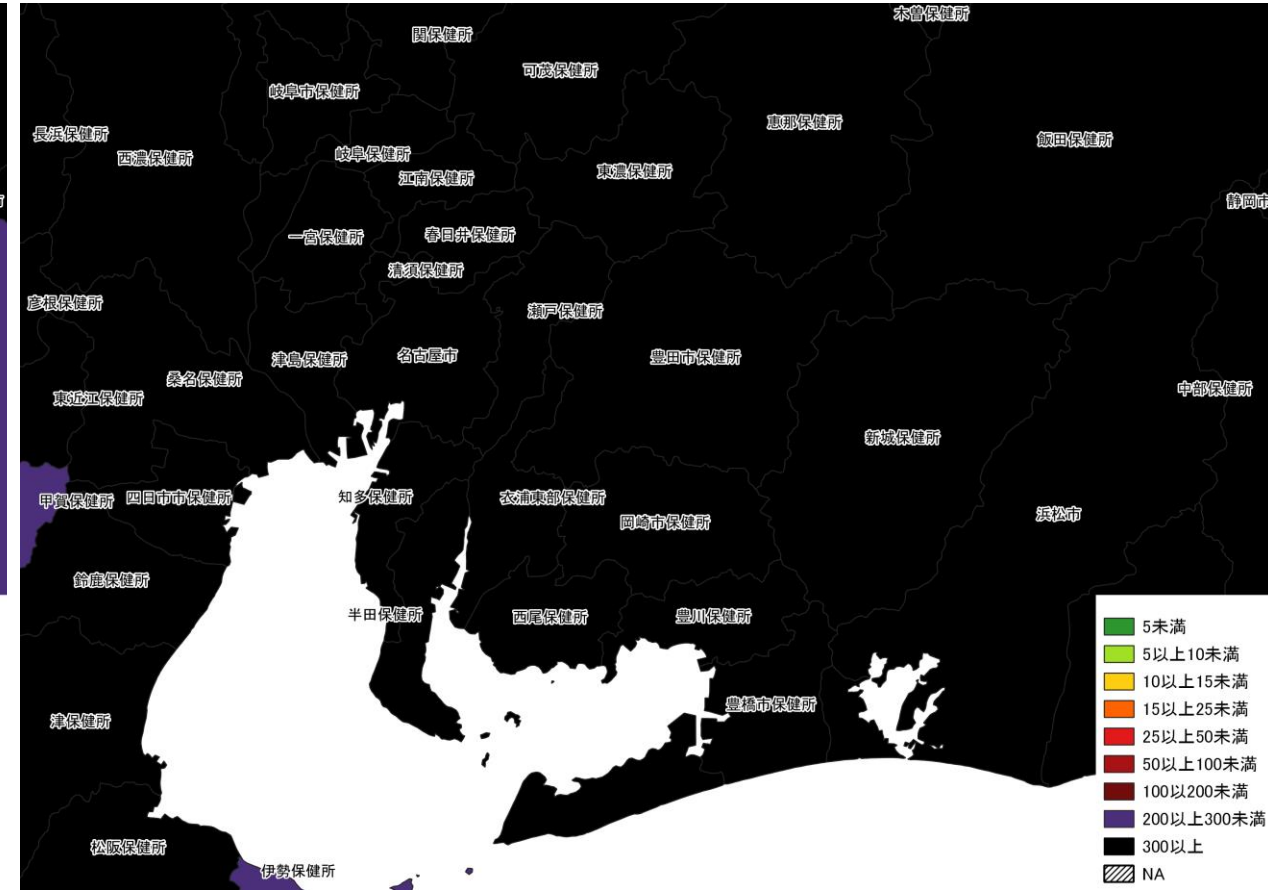 木曽保健所
関保健所
可茂保健所
岐阜市保健所
恵那保健所
長浜保健所
飯田保健所
西濃保健所
岐阜保健所
東濃保健所
江南保健所
静岡市
一宮保健所
春日井保健所
清須保健所
彦根保健所
瀬戸保健所
津島保健所
名古屋市
豊田市保健所
桑名保健所
中部保健所
東近江保健所
新城保健所
甲賀保健所
四日市市保健所
知多保健所
衣浦東部保健所
岡崎市保健所
浜松市
鈴鹿保健所
半田保健所
西尾保健所
豊川保健所
津保健所
豊橋市保健所
松阪保健所
伊勢保健所
5未満
5以上10未満
10以上15未満
15以上25未満
25以上50未満
50以上100未満
100以200未満
200以上300未満
300以上
NA